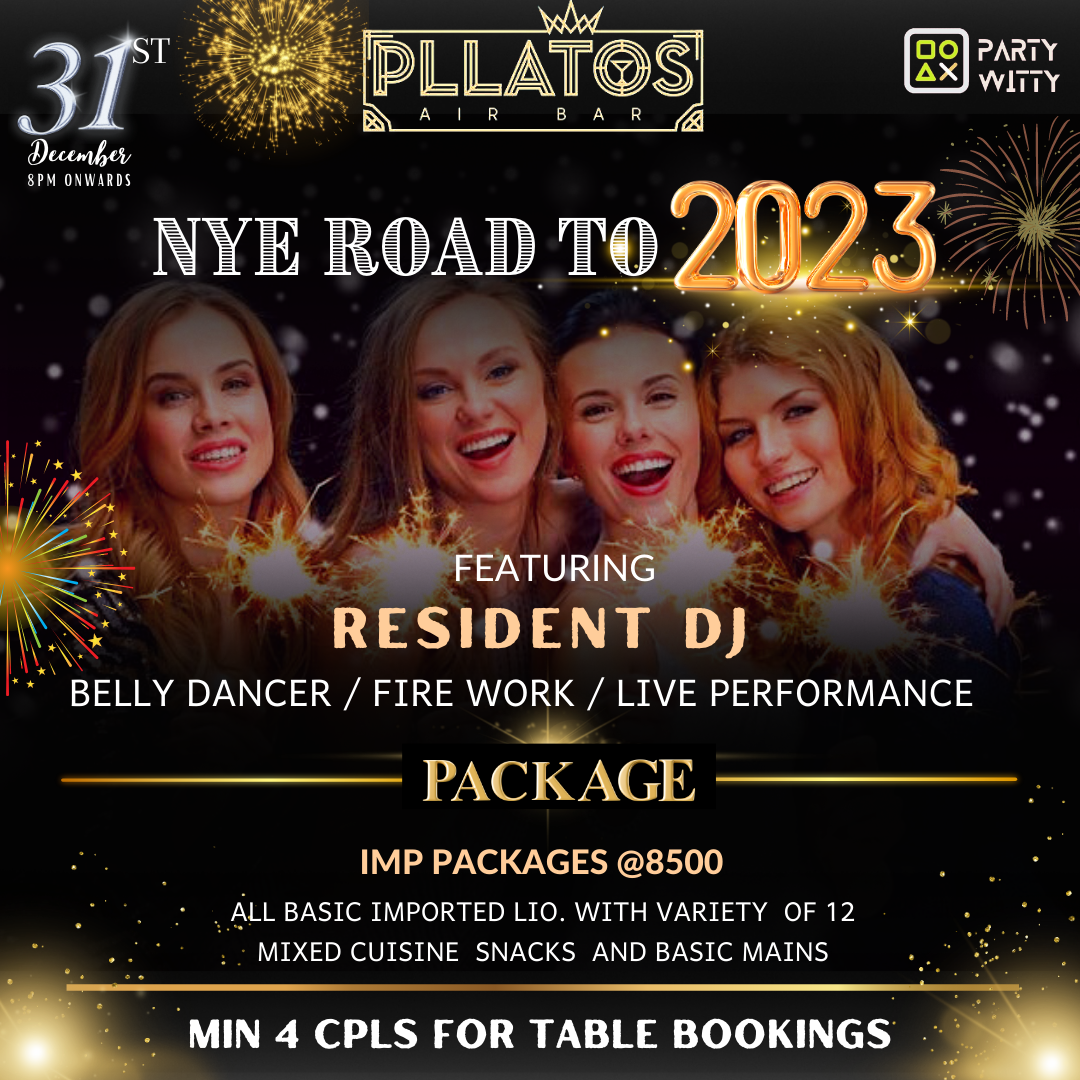 31ST
December
8PM ONWARDS
PLLATOS
AIR BAR
PARTY
WITTY
NYE ROAD TO 2023
FEATURING
RESIDENT DJ
BELLY DANCER / FIRE WORK / LIVE PERFORMANCE
PACKAGE
IMP PACKAGES @8500
ALL BASIC IMPORTED LIO. WITH VARIETY OF 12
MIXED CUISINE SNACKS AND BASIC MAINS
MIN 4 CPLS FOR TABLE BOOKINGS